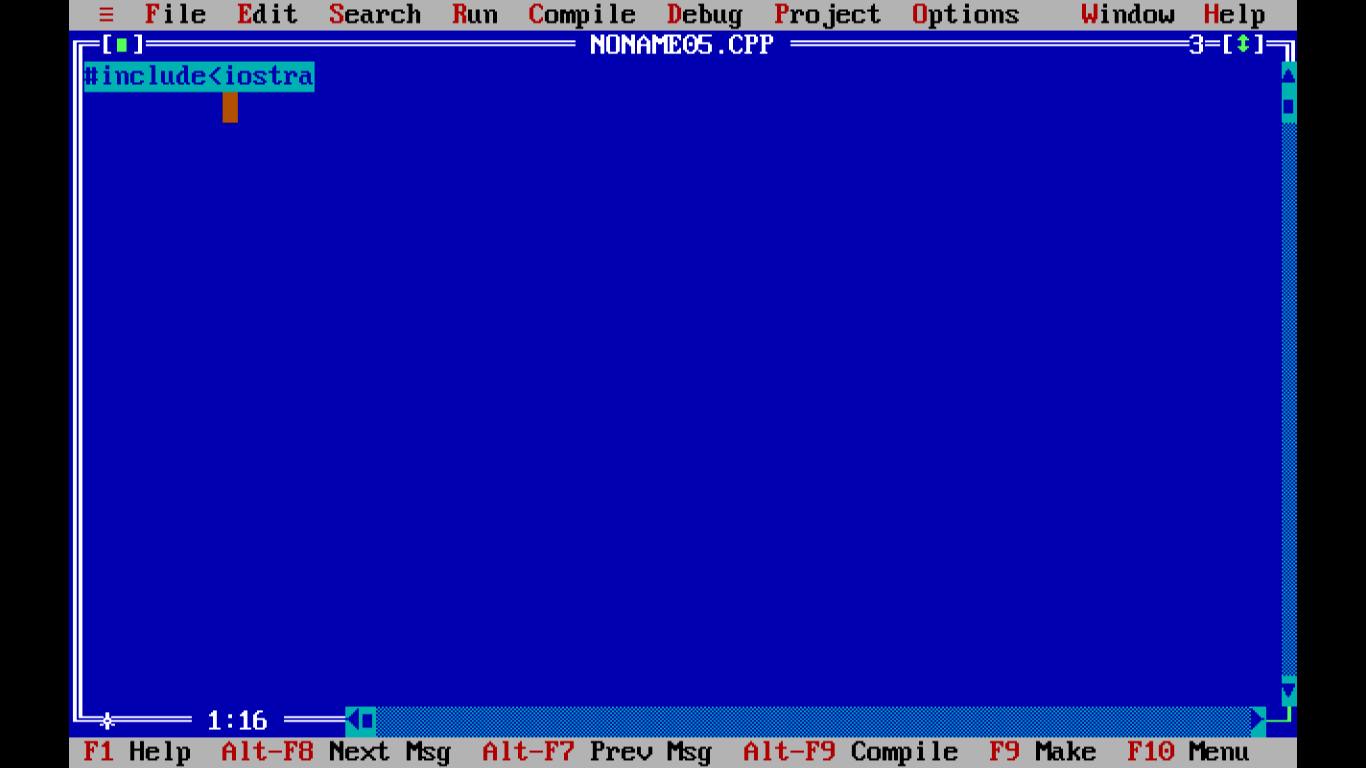 ≡ File Edit Search Run Compile Debug Project Options Window Help
[■] NONAME05.CPP 3=[↕]
#include<iostra
1:16
F1 Help Alt-F8 Next Msg Alt-F7 Prev Msg Alt-F9 Compile F9 Make F10 Menu